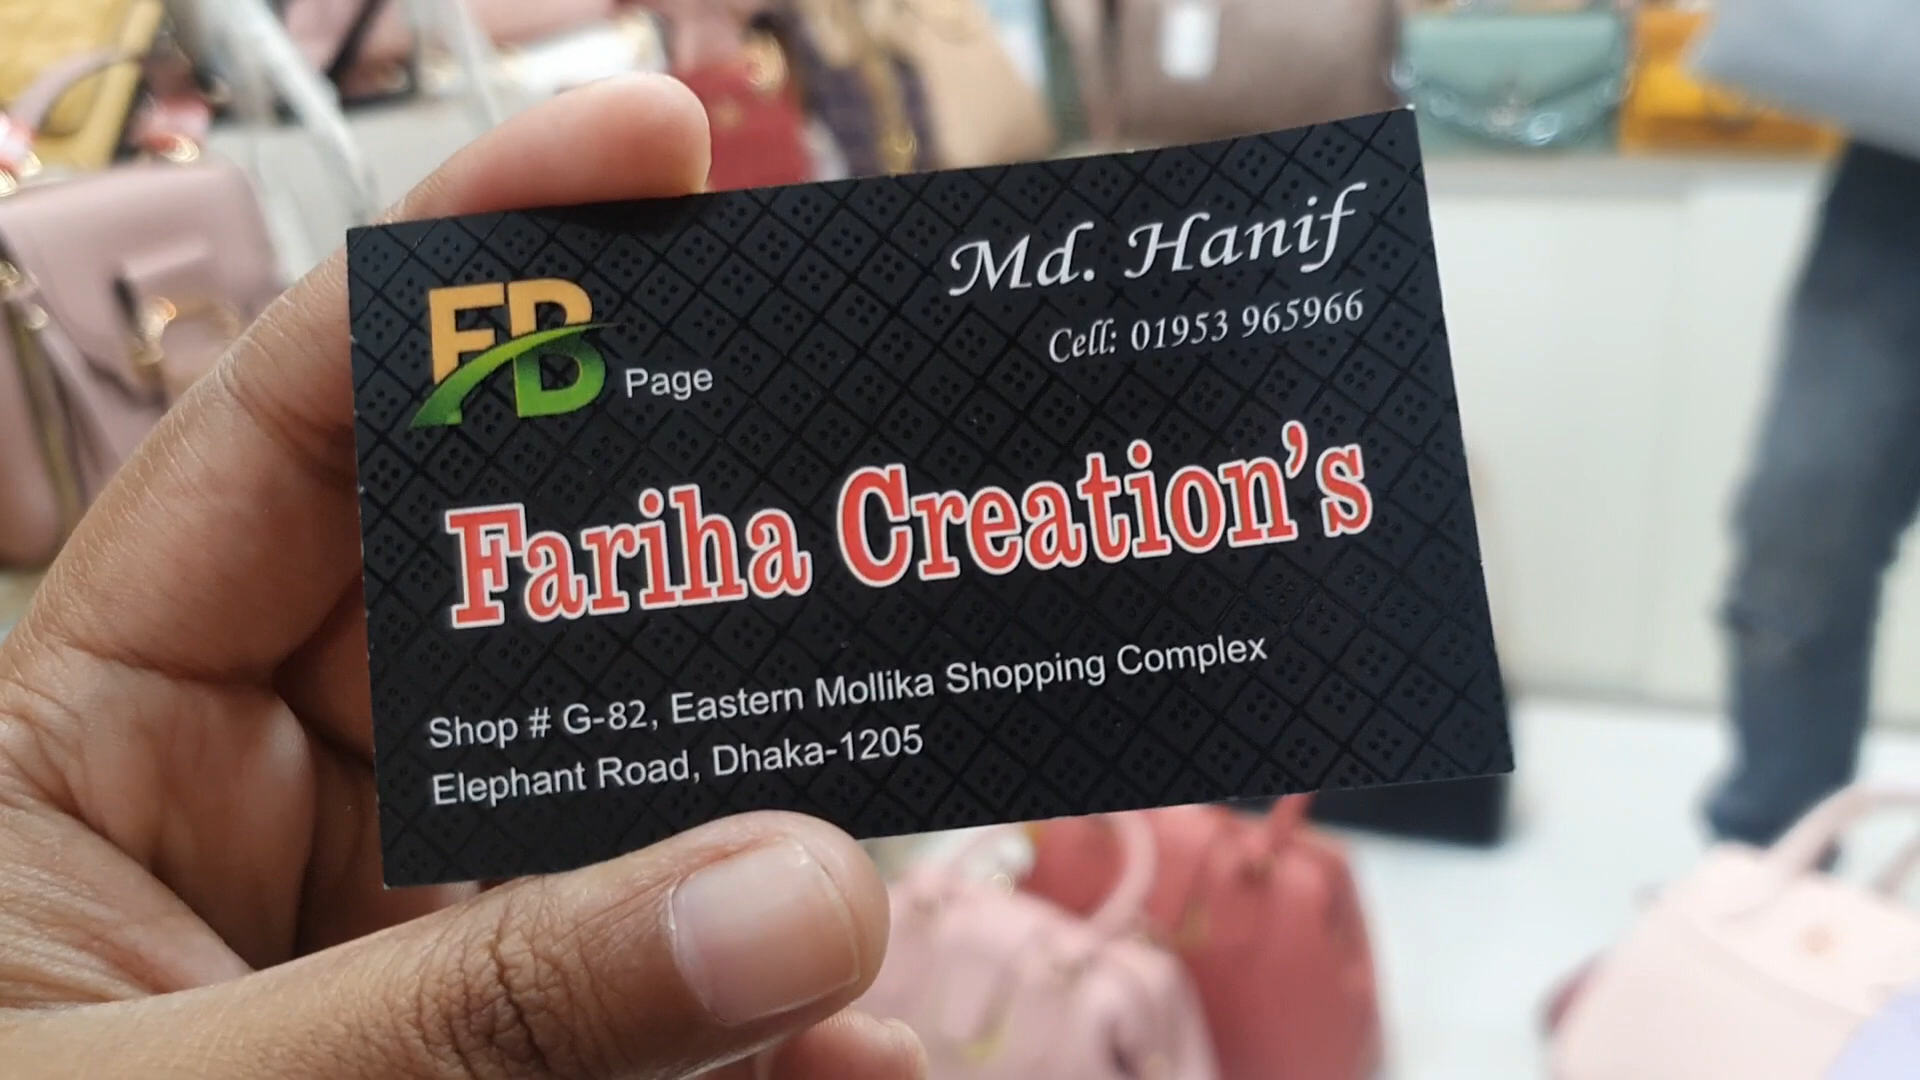 Md. Hanif
Cell: 01953 965966
FB Page
Fariha Creation's
Shop # G-82, Eastern Mollika Shopping Complex
Elephant Road, Dhaka-1205